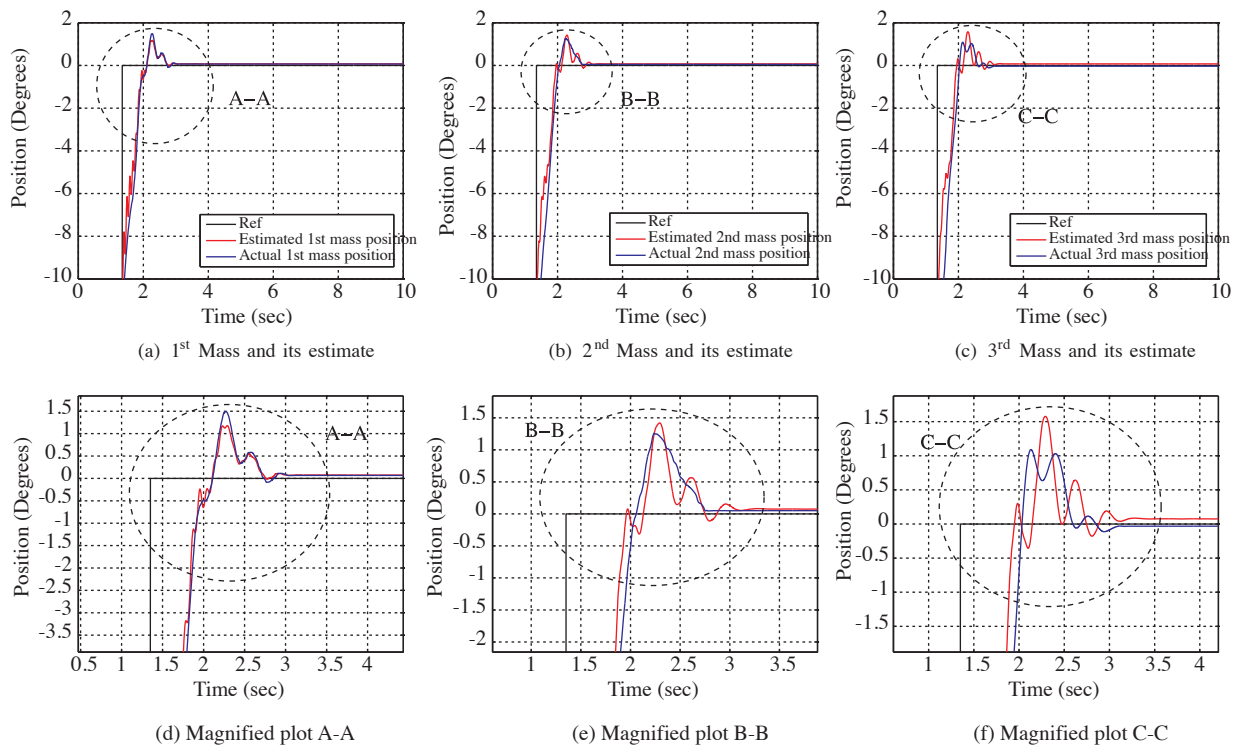 2
0
-2
-4
-6
-8
-10
0
2
4
6
8
10
Position (Degrees)
Time (sec)
A–A
Ref
Estimated 1st mass position
Actual 1st mass position
(a) 1st Mass and its estimate
2
0
-2
-4
-6
-8
-10
0
2
4
6
8
10
Position (Degrees)
Time (sec)
B–B
Ref
Estimated 2nd mass position
Actual 2nd mass position
(b) 2nd Mass and its estimate
2
0
-2
-4
-6
-8
-10
0
2
4
6
8
10
Position (Degrees)
Time (sec)
C–C
Ref
Estimated 3rd mass position
Actual 3rd mass position
(c) 3rd Mass and its estimate
1.5
1
0.5
0
-0.5
-1
-1.5
-2
-2.5
-3
-3.5
0.5
1
1.5
2
2.5
3
3.5
4
Position (Degrees)
Time (sec)
A–A
(d) Magnified plot A-A
1.5
1
0.5
0
-0.5
-1
-1.5
-2
1
1.5
2
2.5
3
3.5
Position (Degrees)
Time (sec)
B–B
(e) Magnified plot B-B
1.5
1
0.5
0
-0.5
-1
-1.5
1
1.5
2
2.5
3
3.5
4
Position (Degrees)
Time (sec)
C–C
(f) Magnified plot C-C